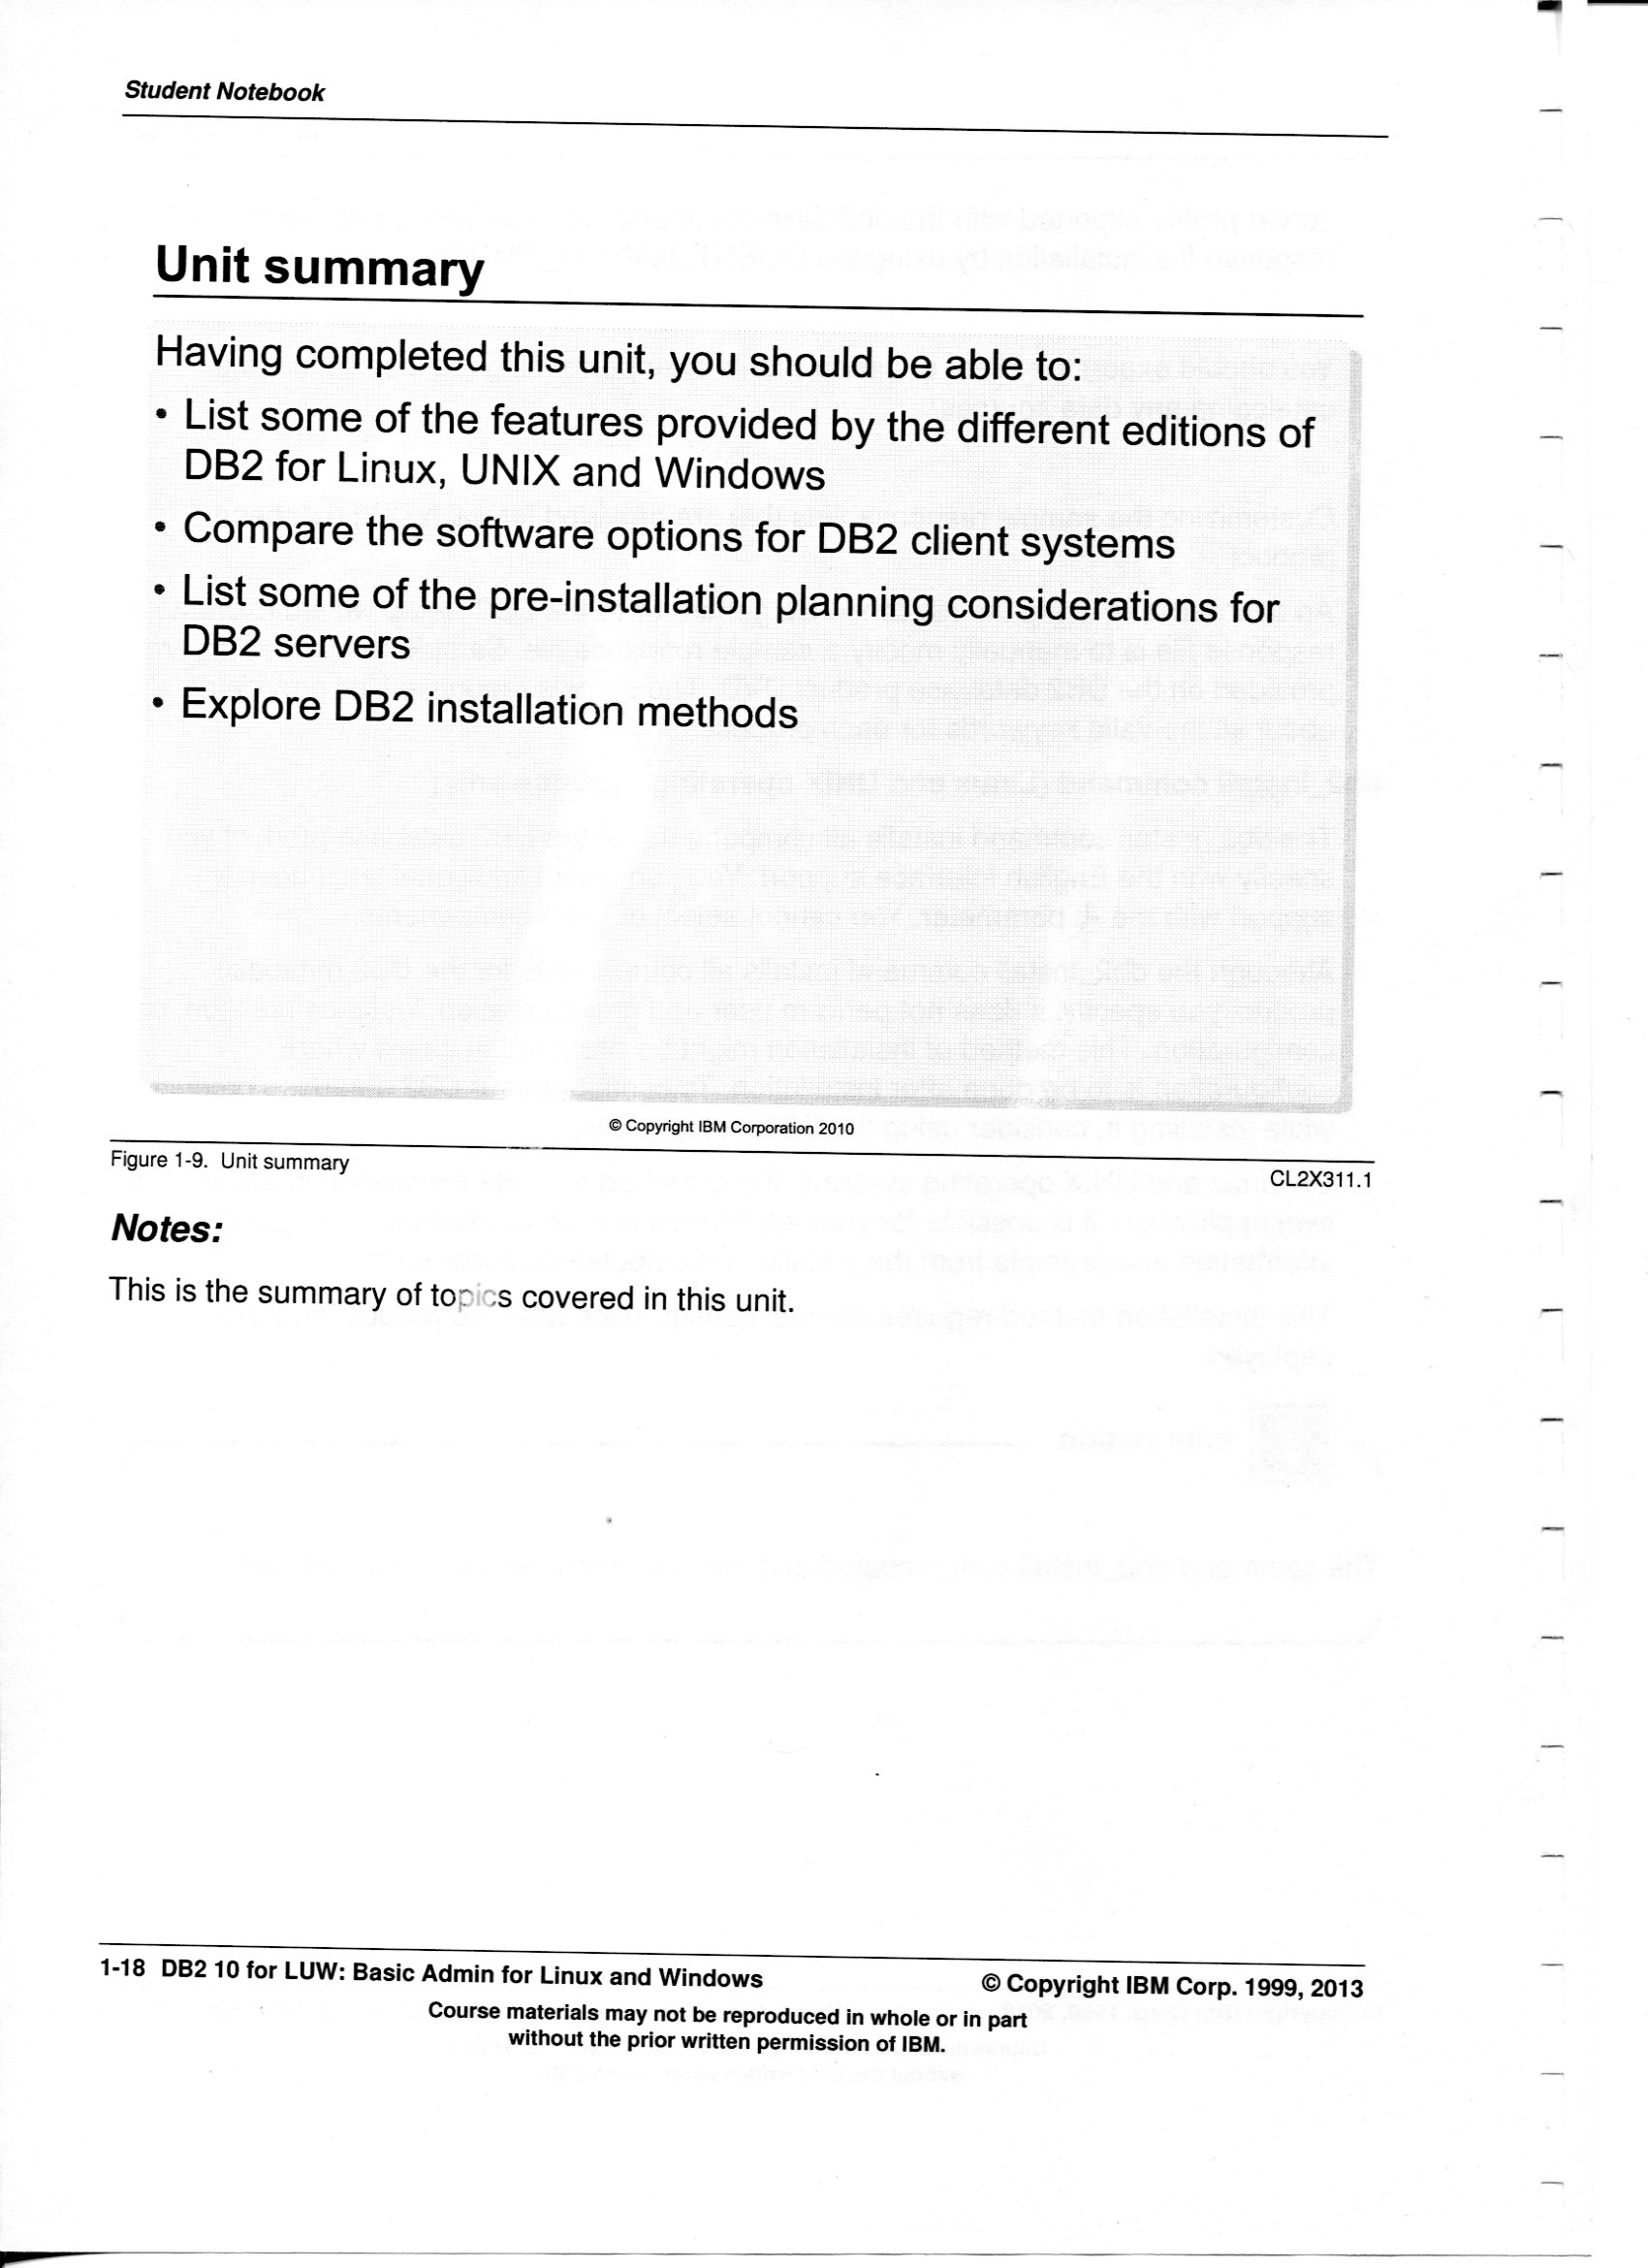 Student Notebook
Unit summary
Having completed this unit, you should be able to:
• List some of the features provided by the different editions of
DB2 for Linux, UNIX and Windows
• Compare the software options for DB2 client systems
• List some of the pre-installation planning considerations for
DB2 servers
• Explore DB2 installation methods
© Copyright IBM Corporation 2010
Figure 1-9. Unit summary
CL2X311.1
Notes:
This is the summary of topics covered in this unit.
1-18 DB2 10 for LUW: Basic Admin for Linux and Windows
© Copyright IBM Corp. 1999, 2013
Course materials may not be reproduced in whole or in part
without the prior written permission of IBM.